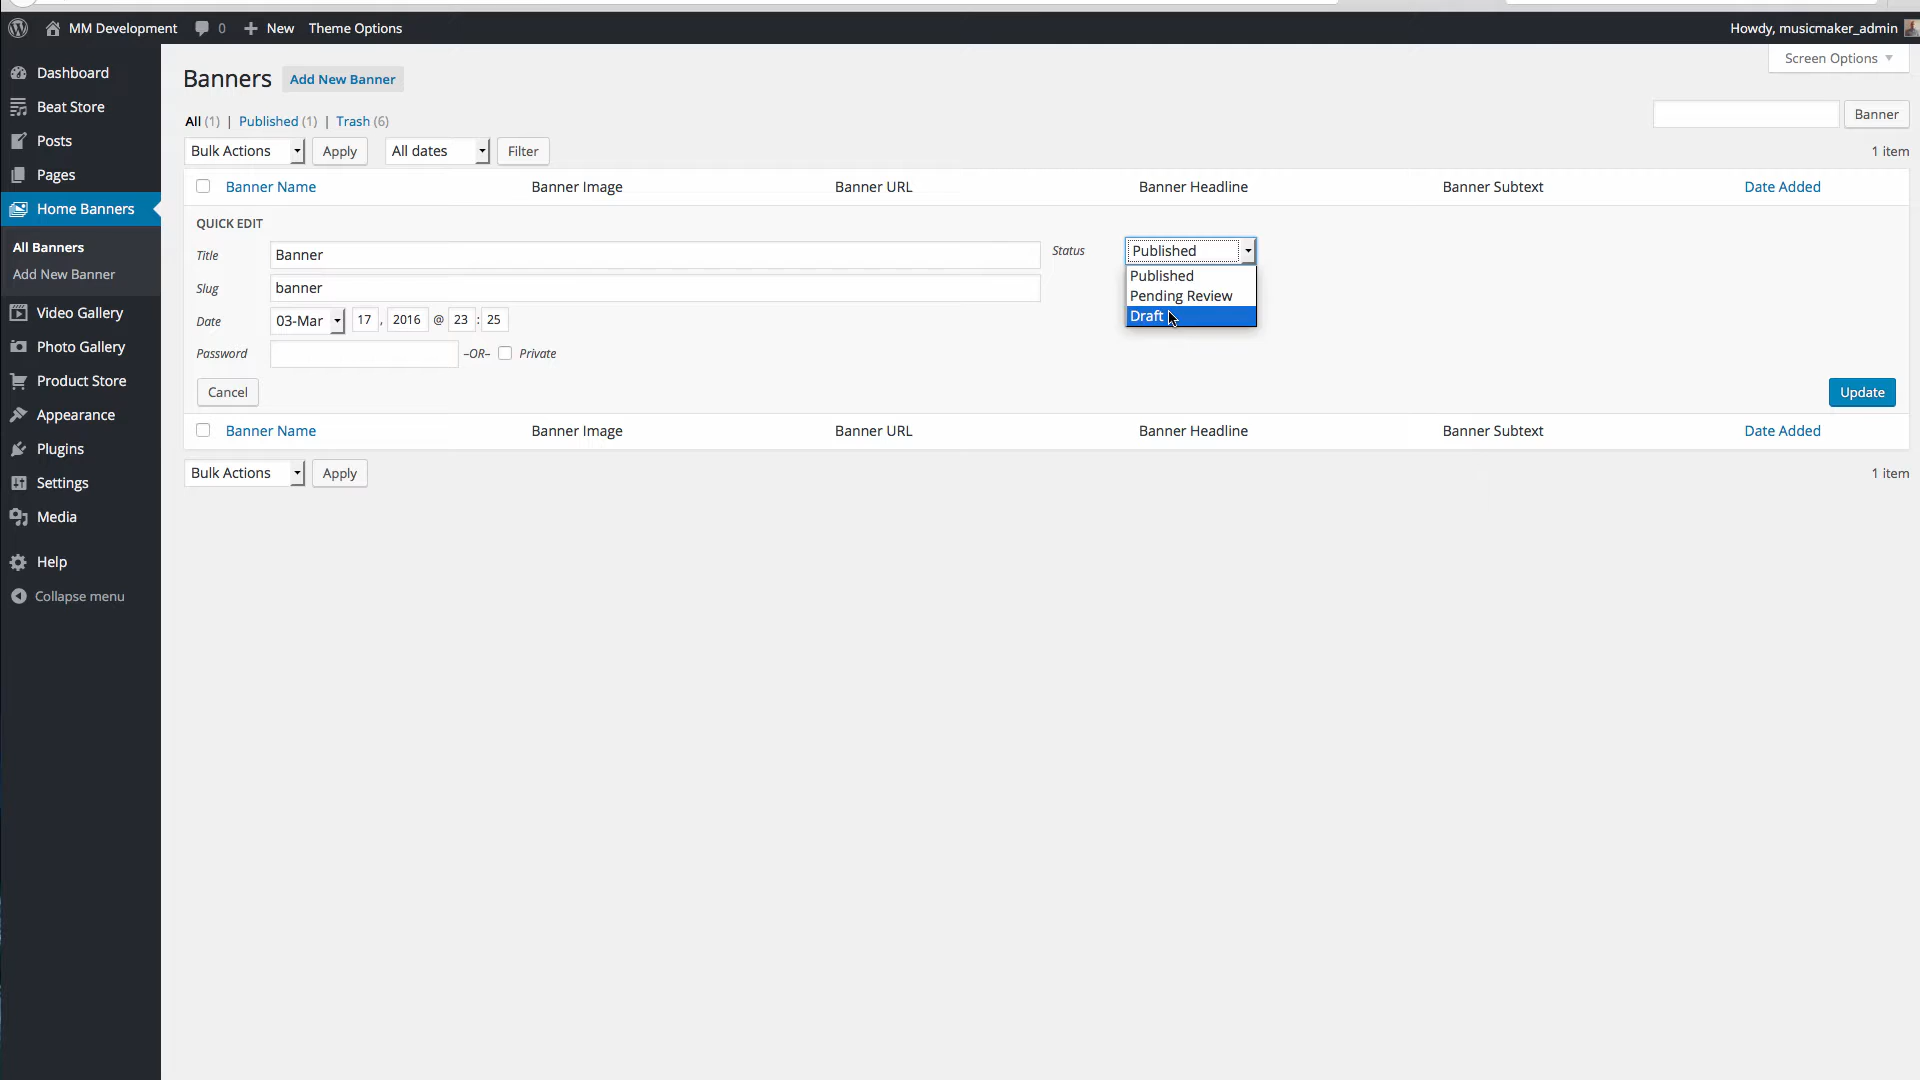 MM Development 0 New Theme Options Howdy, musicmaker_admin
Screen Options
Dashboard
Beat Store
Posts
Pages
Home Banners
All Banners
Add New Banner
Video Gallery
Photo Gallery
Product Store
Appearance
Plugins
Settings
Media
Help
Collapse menu
Banners Add New Banner
All (1) | Published (1) | Trash (6)
Banner
Bulk Actions Apply All dates Filter 1 item
Banner Name Banner Image Banner URL Banner Headline Banner Subtext Date Added
QUICK EDIT
Title Banner
Slug banner
Date 03-Mar 17 , 2016 @ 23 : 25
Password –OR– Private
Status Published
Published
Pending Review
Draft
Cancel Update
Banner Name Banner Image Banner URL Banner Headline Banner Subtext Date Added
Bulk Actions Apply 1 item